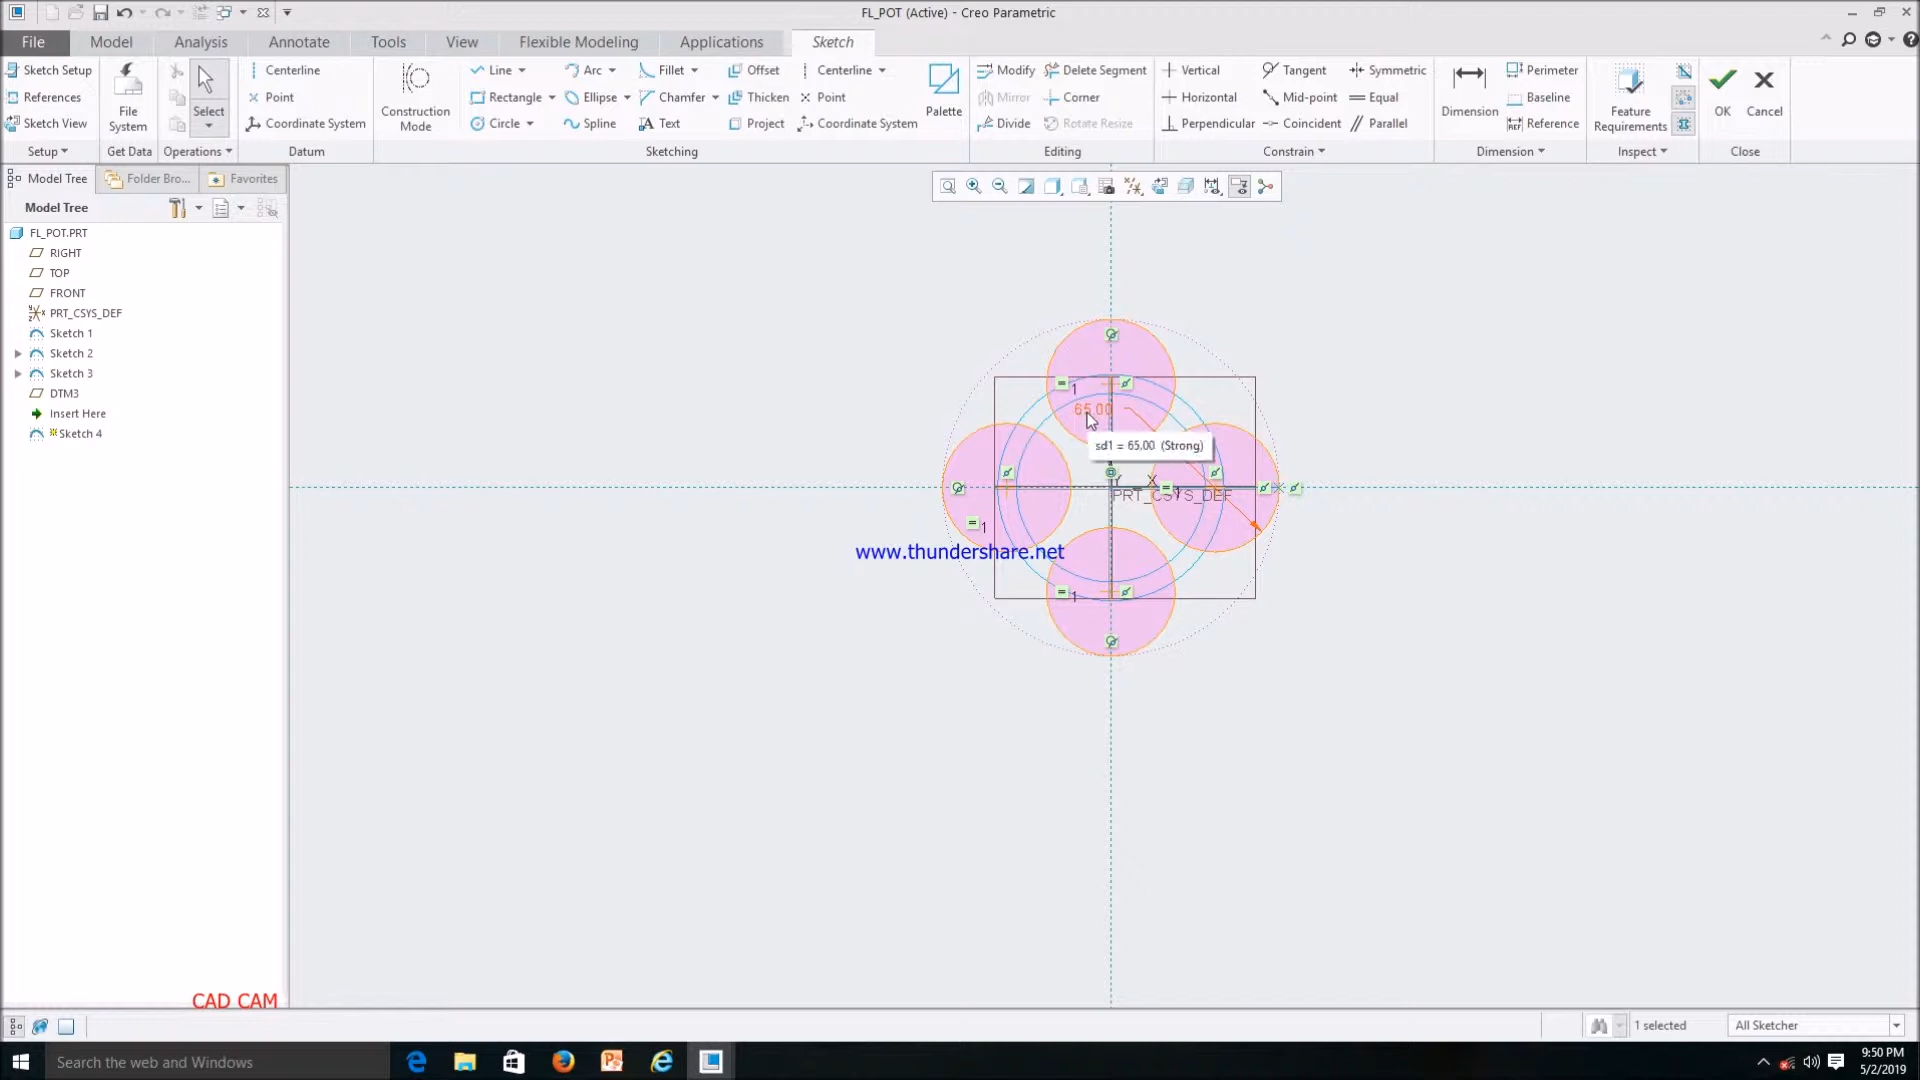 FL_POT (Active) - Creo Parametric
File Model Analysis Annotate Tools View Flexible Modeling Applications Sketch
Sketch Setup
References
Sketch View
Setup
File System
Get Data
Select
Operations
Centerline
Point
Coordinate System
Datum
Construction Mode
Line Arc Fillet Offset Centerline
Rectangle Ellipse Chamfer Thicken Point
Circle Spline Text Project Coordinate System
Palette
Sketching
Modify Delete Segment
Mirror Corner
Divide Rotate Resize
Editing
Vertical Tangent Symmetric
Horizontal Mid-point Equal
Perpendicular Coincident Parallel
Constrain
Dimension
Perimeter
Baseline
Reference
Dimension
Feature Requirements
Inspect
OK
Cancel
Close
Model Tree Folder Bro... Favorites
Model Tree
FL_POT.PRT
RIGHT
TOP
FRONT
PRT_CSYS_DEF
Sketch 1
Sketch 2
Sketch 3
DTM3
Insert Here
Sketch 4
1
65.00
sd1 = 65.00 (Strong)
Y X
PRT_CSYS_DEF
1
1
www.thundershare.net
1
CAD CAM
1 selected
All Sketcher
Search the web and Windows
9:50 PM
5/2/2019